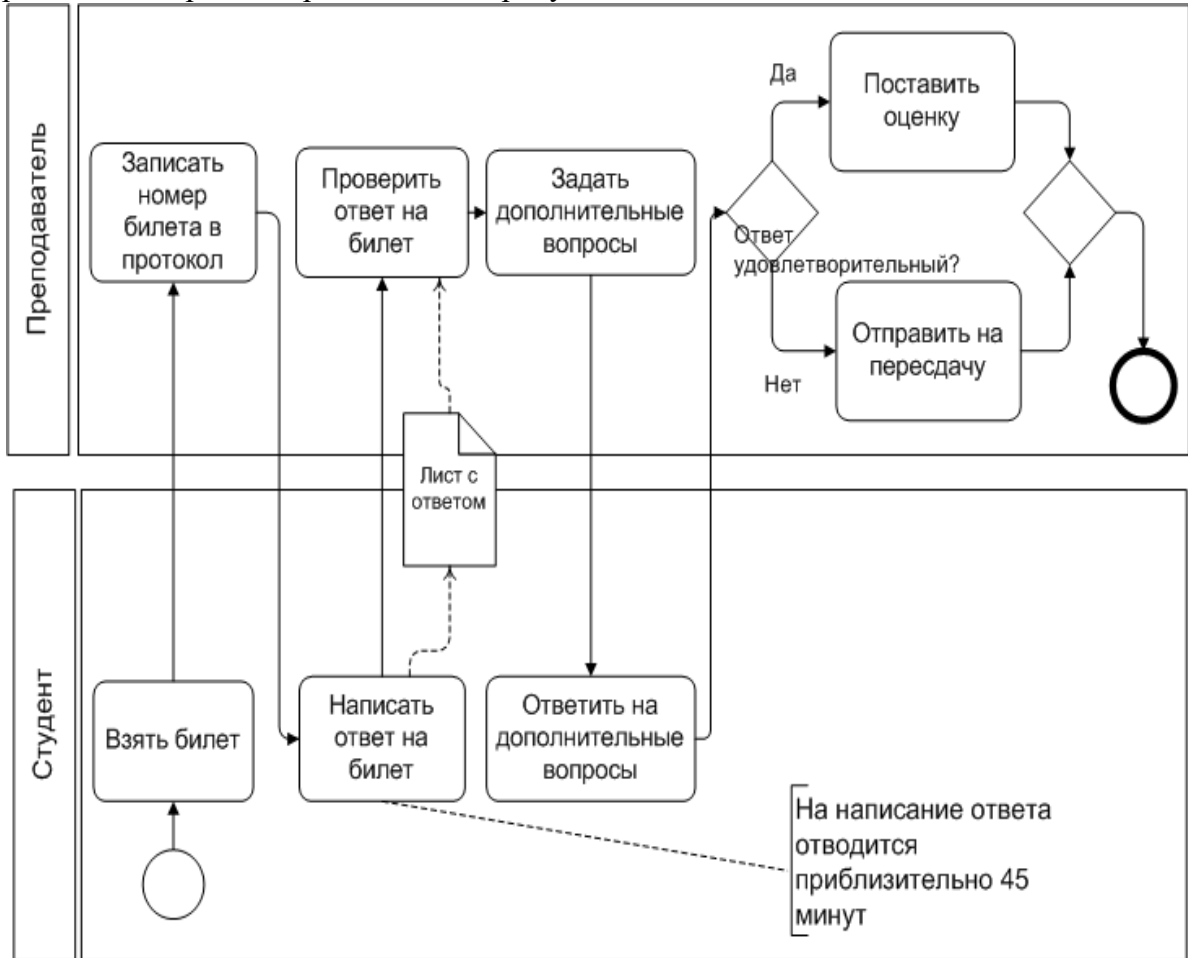 Преподаватель
Записать
номер
билета в
протокол
Проверить
ответ на
билет
Задать
дополнительные
вопросы
Да
Поставить
оценку
Ответ
удовлетворительный?
Нет
Отправить на
пересдачу
Лист с
ответом
Студент
Взять билет
Написать
ответ на
билет
Ответить на
дополнительные
вопросы
На написание ответа
отводится
приблизительно 45
минут